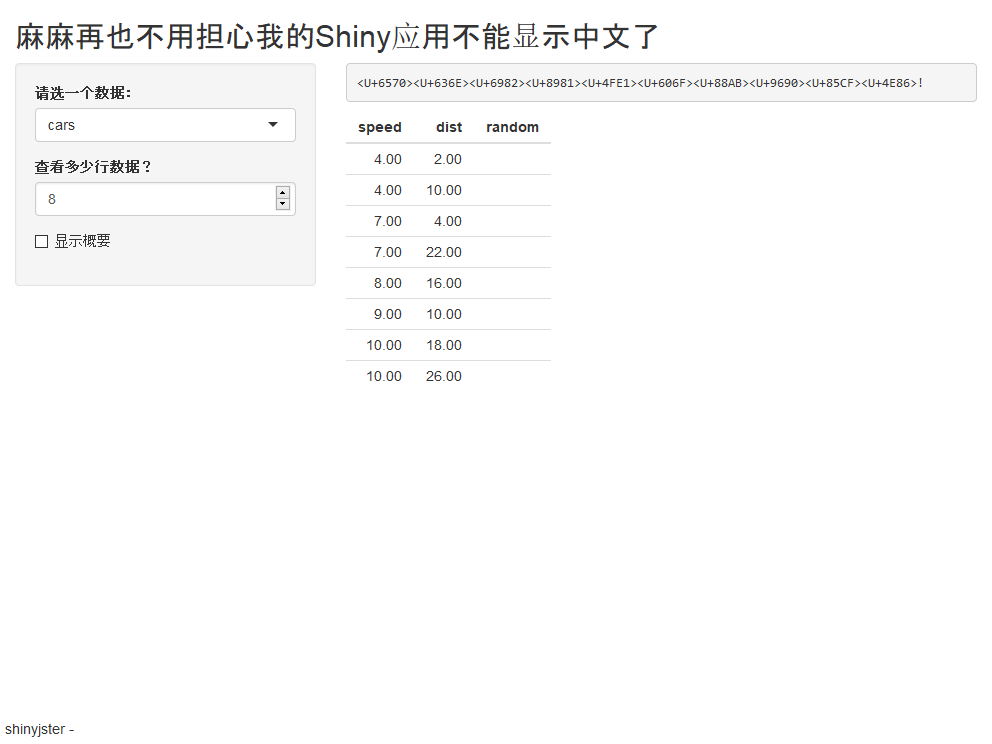 麻麻再也不用担心我的Shiny应用不能显示中文了
请选一个数据:
cars
查看多少行数据？
8
显示概要
<U+6570><U+636E><U+6982><U+8981><U+4FE1><U+606F><U+88AB><U+9690><U+85CF><U+4E86>!
speed dist random
4.00 2.00
4.00 10.00
7.00 4.00
7.00 22.00
8.00 16.00
9.00 10.00
10.00 18.00
10.00 26.00
shinyjster -